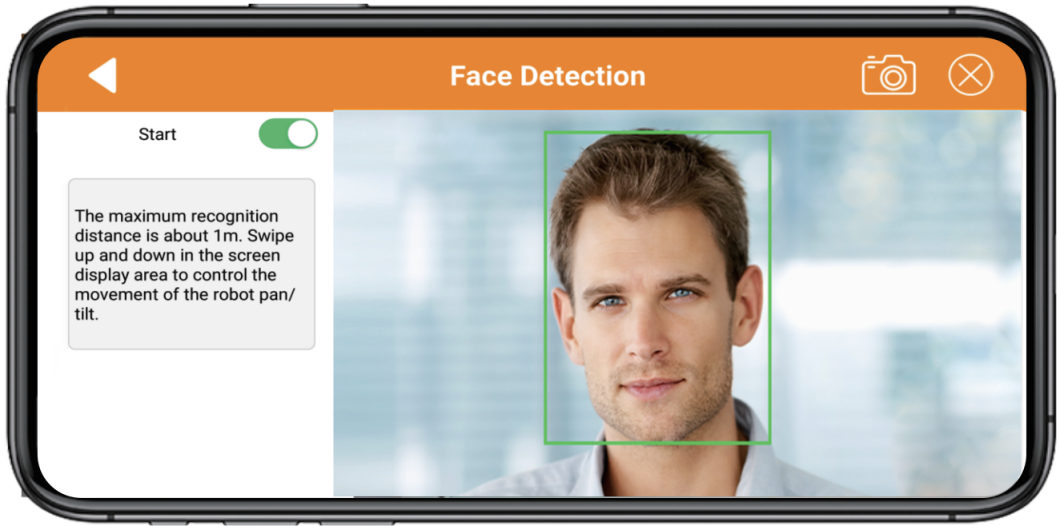 Face Detection
Start
The maximum recognition
distance is about 1m. Swipe
up and down in the screen
display area to control the
movement of the robot pan/
tilt.